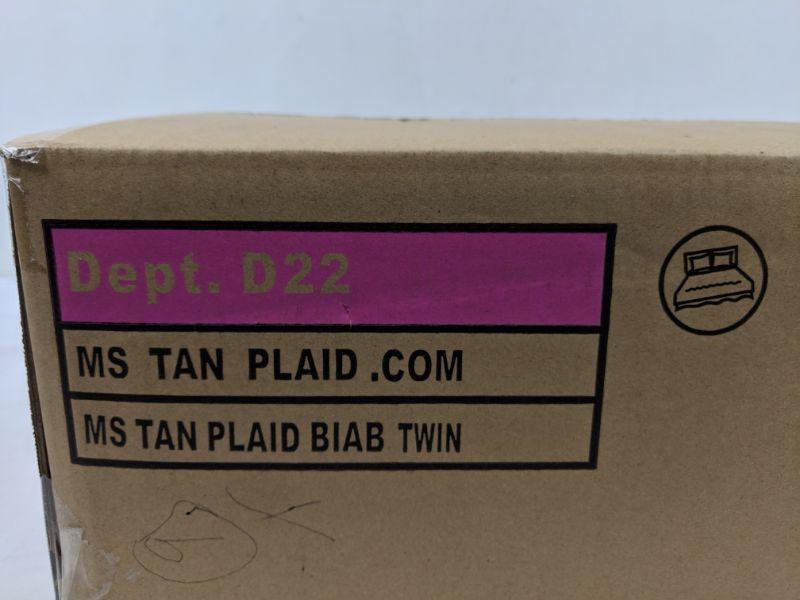 Dept. D22
MS TAN PLAID .COM
MS TAN PLAID BIAB TWIN